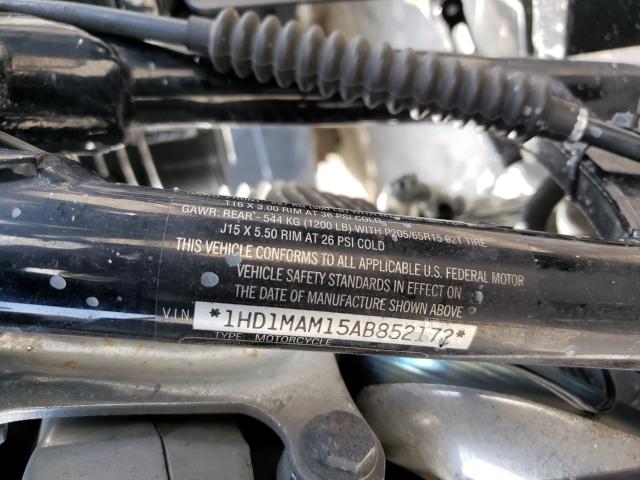 T16 X 3.00 RIM AT 36 PSI COLD
GAWR: REAR - 544 KG (1200 LB) WITH P205/65R15 92T TIRE
J15 X 5.50 RIM AT 26 PSI COLD
THIS VEHICLE CONFORMS TO ALL APPLICABLE U.S. FEDERAL MOTOR
VEHICLE SAFETY STANDARDS IN EFFECT ON
THE DATE OF MANUFACTURE SHOWN ABOVE
VIN *1HD1MAM15AB852172*
TYPE: MOTORCYCLE